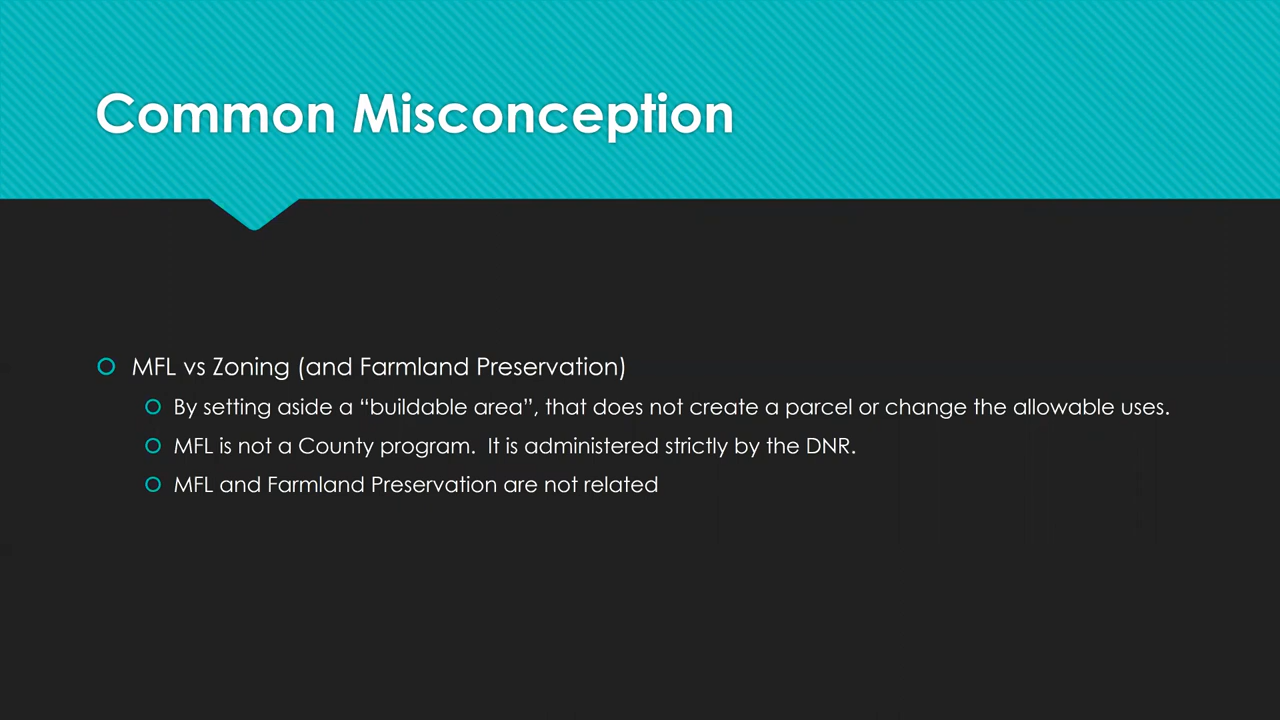 Common Misconception
MFL vs Zoning (and Farmland Preservation)
By setting aside a “buildable area”, that does not create a parcel or change the allowable uses.
MFL is not a County program.  It is administered strictly by the DNR.
MFL and Farmland Preservation are not related